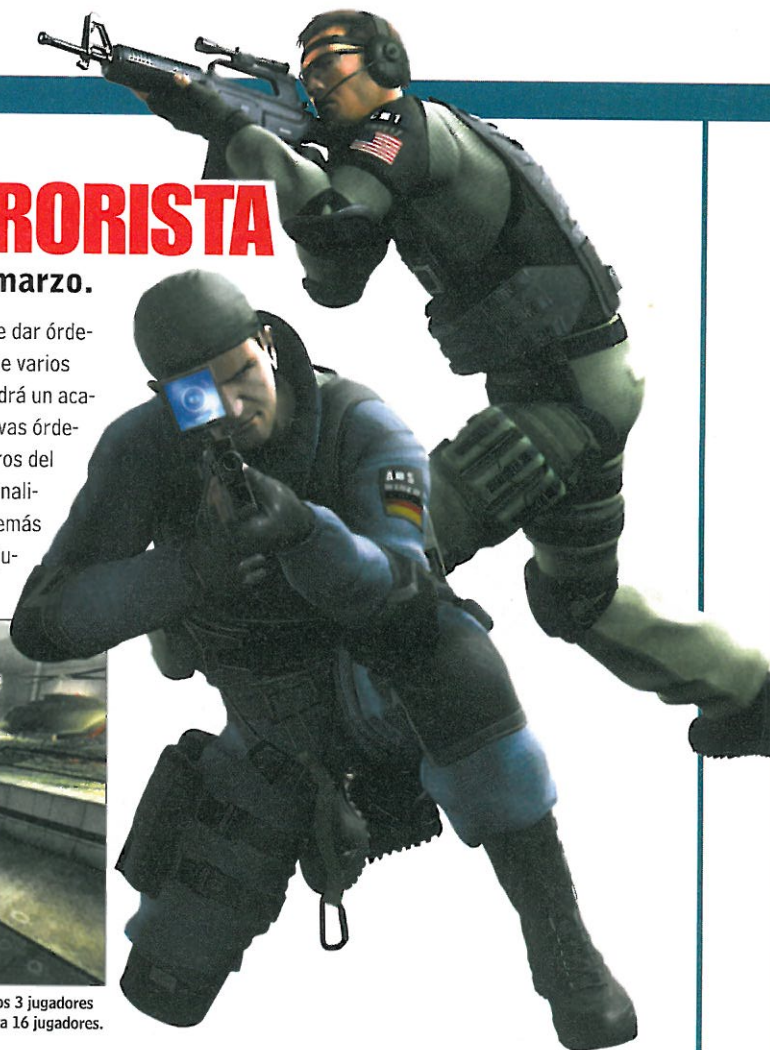 RORISTA
marzo.
e dar órde-
e varios
drá un aca-
vas órde-
ros del
nali-
emás
u-
os 3 jugadores
a 16 jugadores.